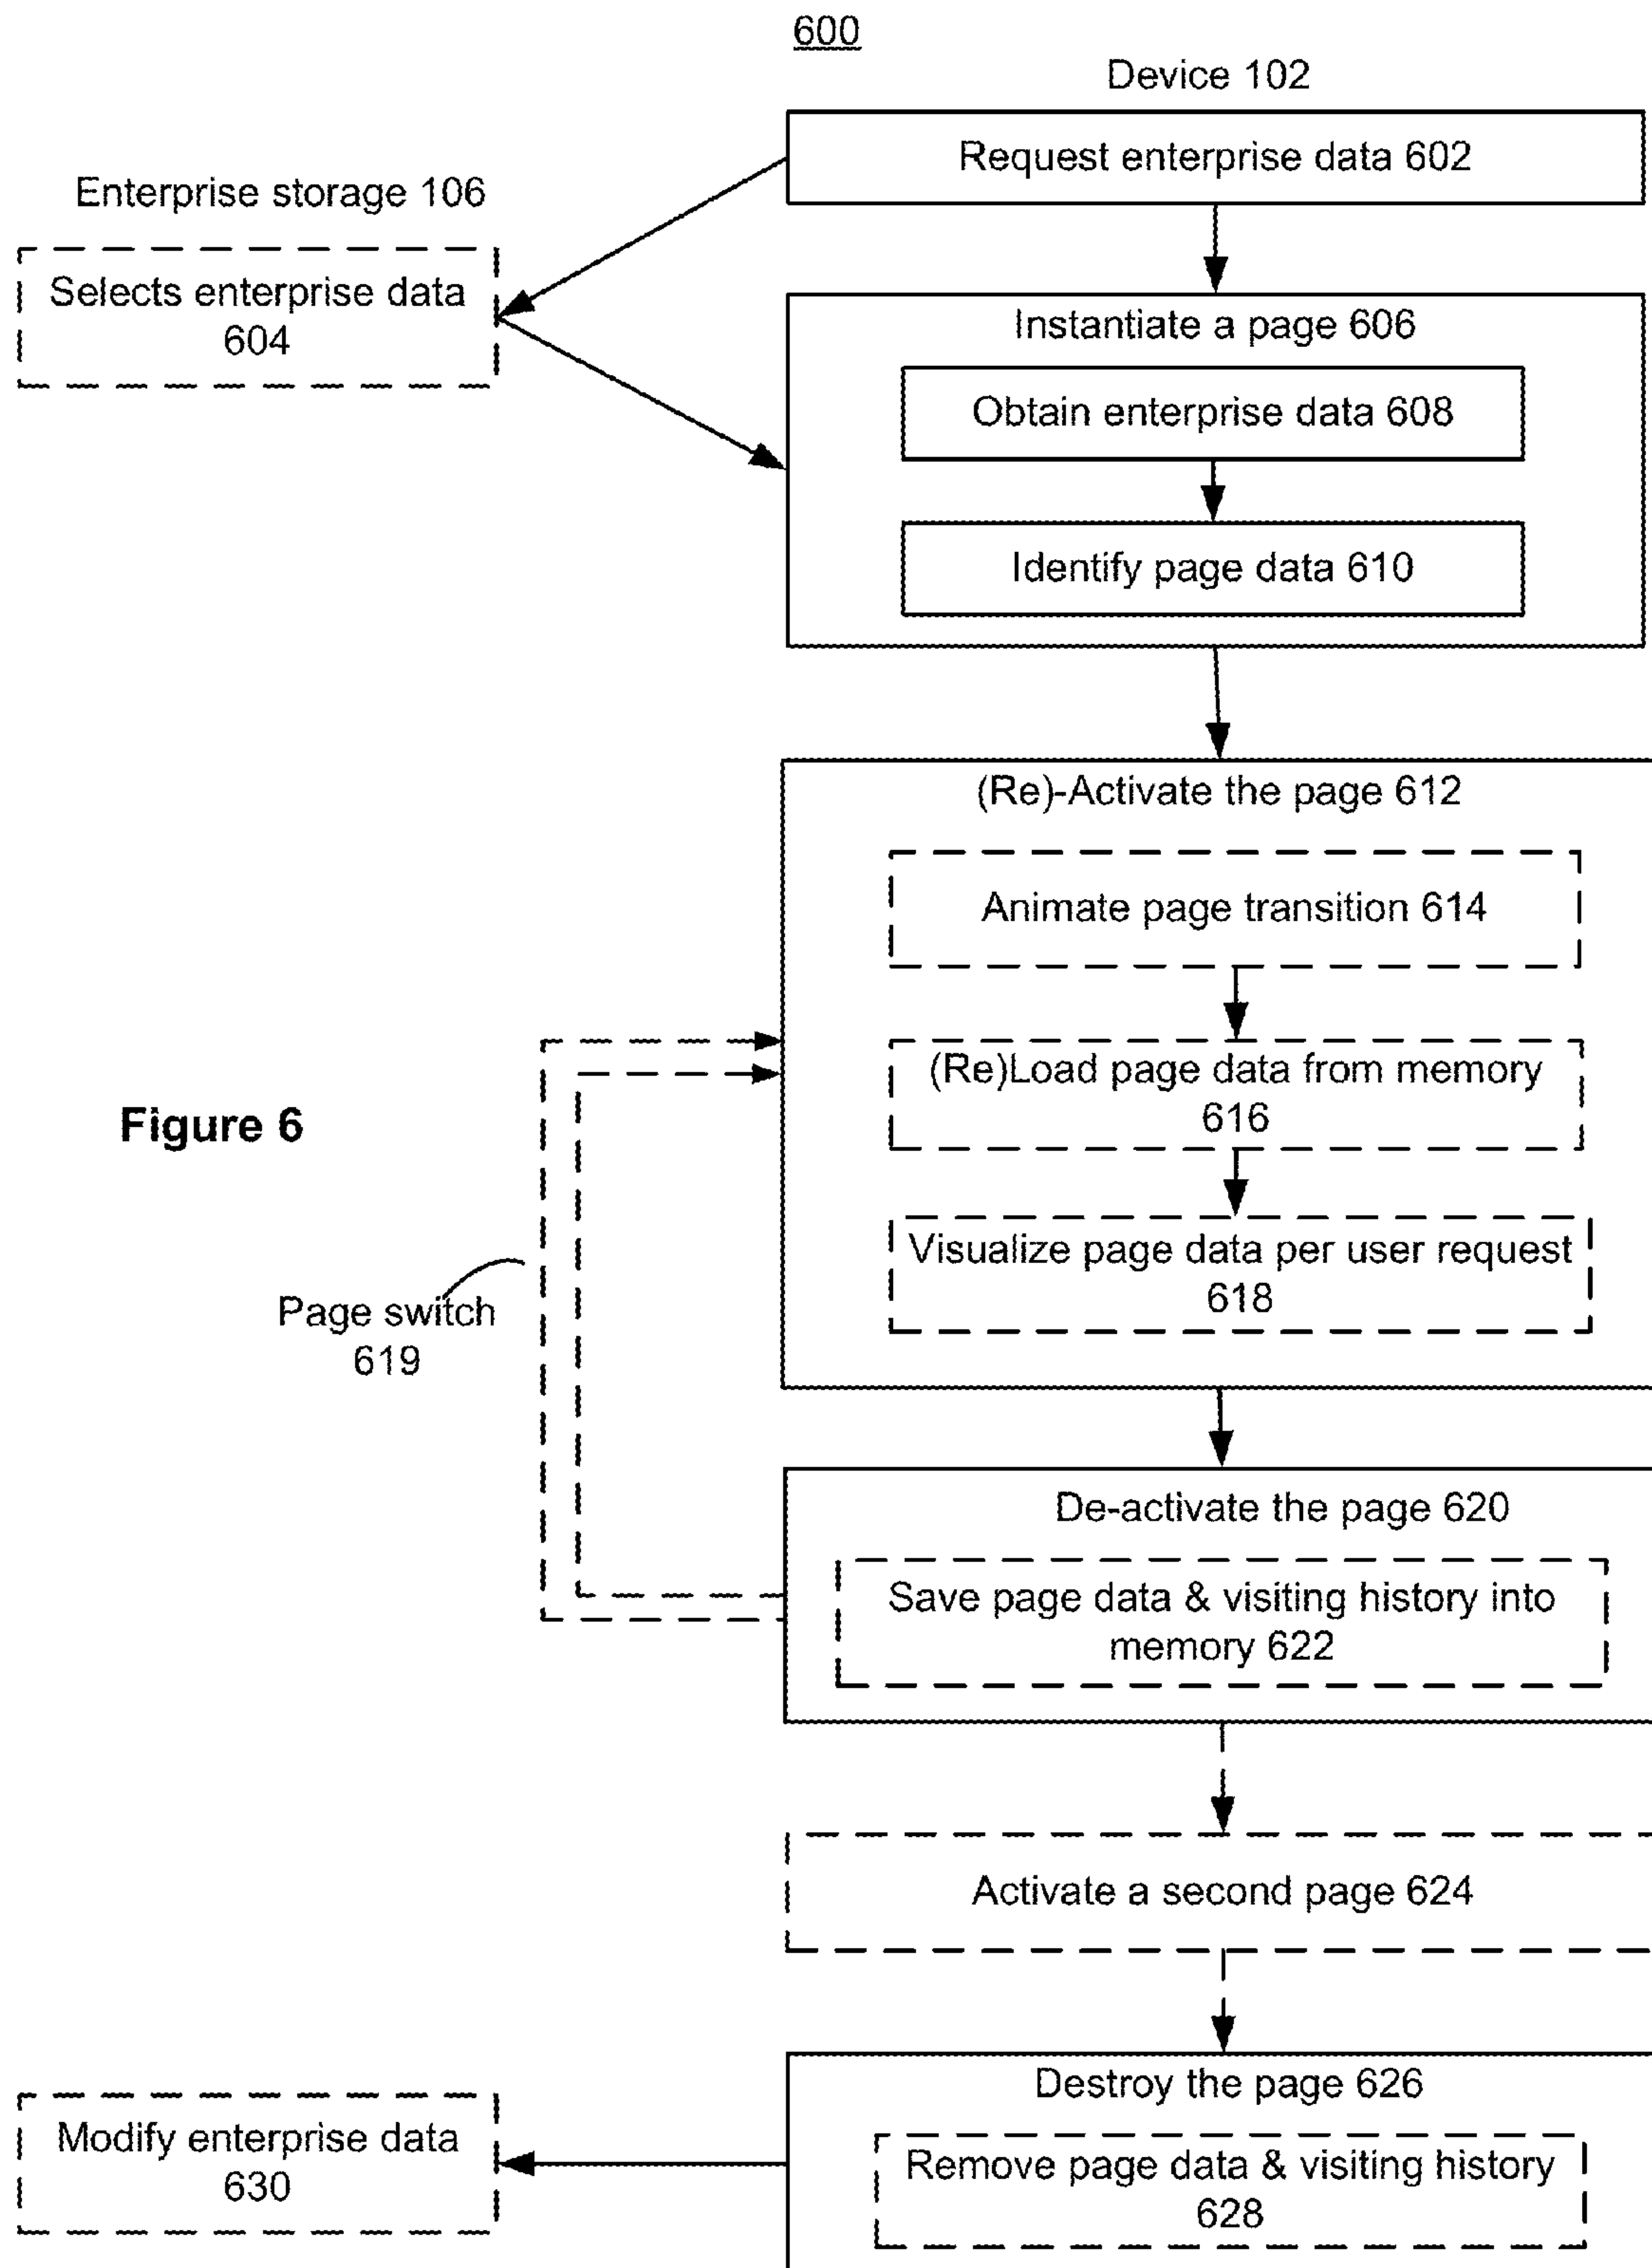 600
Device 102
Request enterprise data 602
Enterprise storage 106
Selects enterprise data
604
Instantiate a page 606
Obtain enterprise data 608
Identify page data 610
(Re)-Activate the page 612
Animate page transition 614
(Re)Load page data from memory
616
Visualize page data per user request
618
Figure 6
Page switch
619
De-activate the page 620
Save page data & visiting history into
memory 622
Activate a second page 624
Destroy the page 626
Remove page data & visiting history
628
Modify enterprise data
630